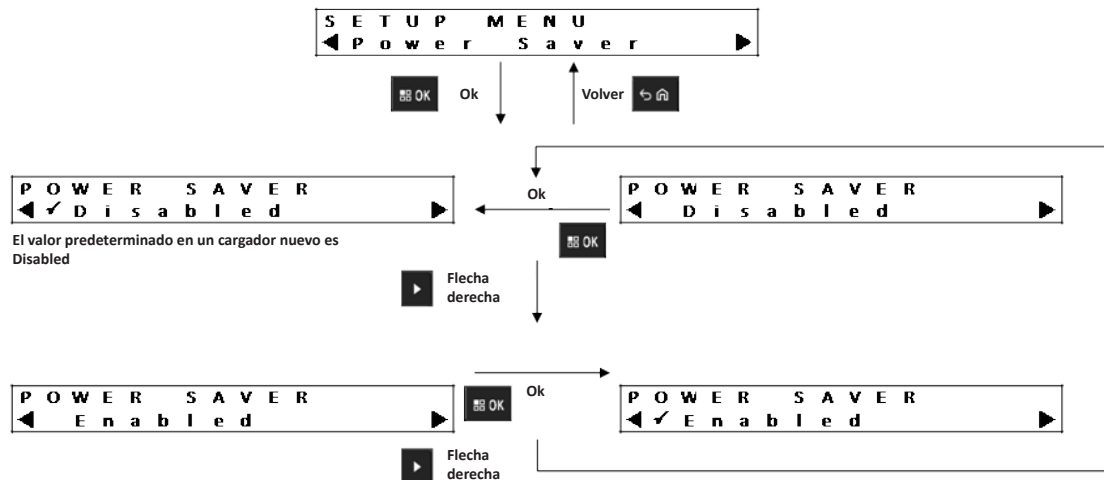 SETUP MENU
◀ Power Saver ▶
OK
Ok
Volver
Ok
POWER SAVER
◀ ✓ Disabled ▶
POWER SAVER
◀ Disabled ▶
OK
El valor predeterminado en un cargador nuevo es
Disabled
Flecha
derecha
POWER SAVER
◀ Enabled ▶
OK
Ok
POWER SAVER
◀ ✓ Enabled ▶
Flecha
derecha